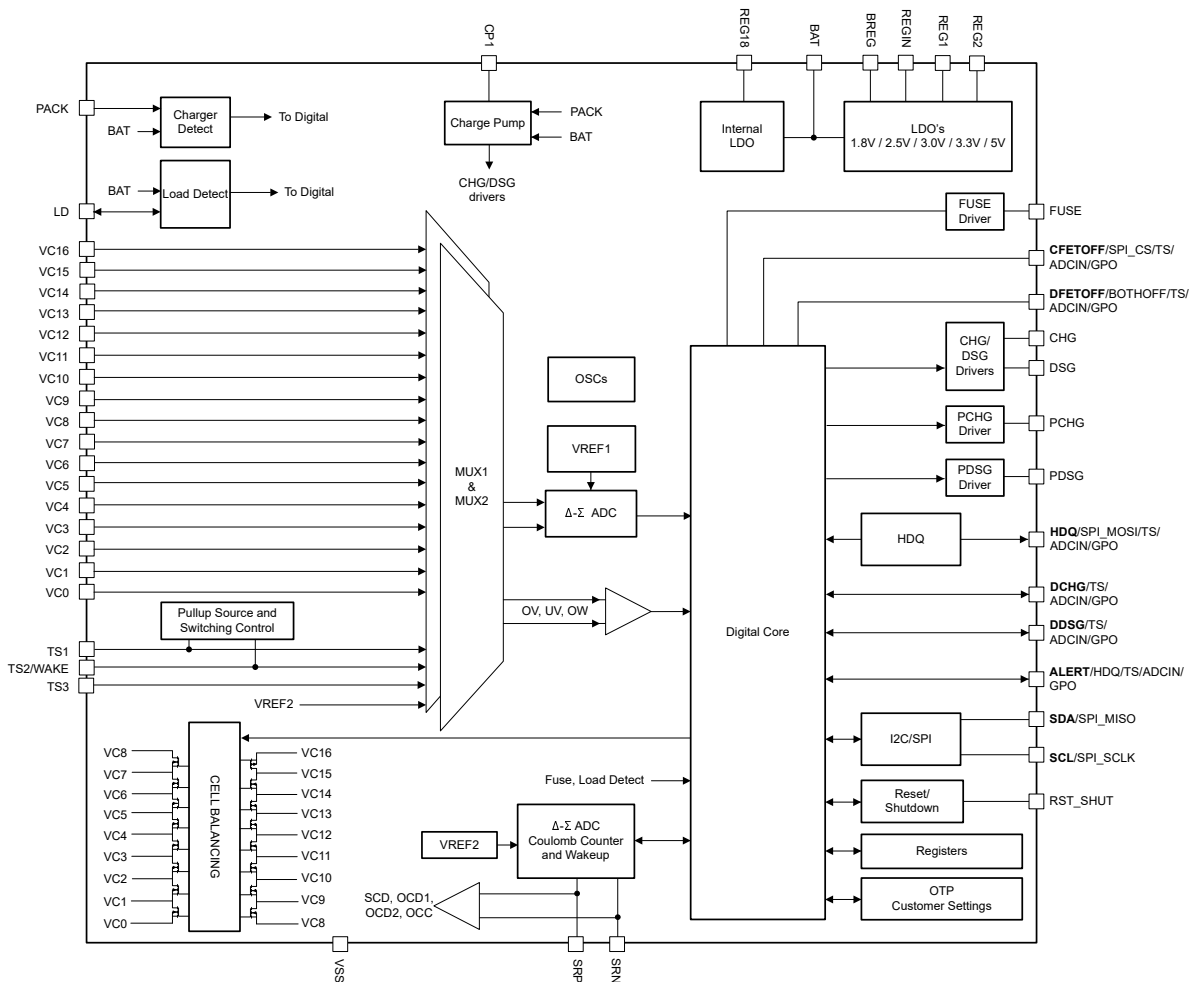 CP1
REG18
BAT
BREG
REGIN
REG1
REG2
PACK
BAT
Charger
Detect
To Digital
Charge Pump
PACK
BAT
CHG/DSG
drivers
Internal
LDO
LDO's
1.8V / 2.5V / 3.0V / 3.3V / 5V
BAT
Load Detect
To Digital
LD
FUSE
Driver
FUSE
VC16
VC15
VC14
VC13
VC12
VC11
VC10
VC9
VC8
VC7
VC6
VC5
VC4
VC3
VC2
VC1
VC0
CFETOFF/SPI_CS/TS/
ADCIN/GPO
DFETOFF/BOTHOFF/TS/
ADCIN/GPO
CHG/
DSG
Drivers
CHG
DSG
PCHG
Driver
PCHG
PDSG
Driver
PDSG
OSCs
VREF1
MUX1
&
MUX2
Δ-Σ ADC
HDQ
HDQ/SPI_MOSI/TS/
ADCIN/GPO
OV, UV, OW
Digital Core
DCHG/TS/
ADCIN/GPO
DDSG/TS/
ADCIN/GPO
ALERT/HDQ/TS/ADCIN/
GPO
Pullup Source and
Switching Control
TS1
TS2/WAKE
TS3
VREF2
I2C/SPI
SDA/SPI_MISO
SCL/SPI_SCLK
Reset/
Shutdown
RST_SHUT
Registers
OTP
Customer Settings
VC8
VC7
VC6
VC5
VC4
VC3
VC2
VC1
VC0
CELL BALANCING
VC16
VC15
VC14
VC13
VC12
VC11
VC10
VC9
VC8
Fuse, Load Detect
VREF2
Δ-Σ ADC
Coulomb Counter
and Wakeup
SCD, OCD1,
OCD2, OCC
VSS
SRP
SRN